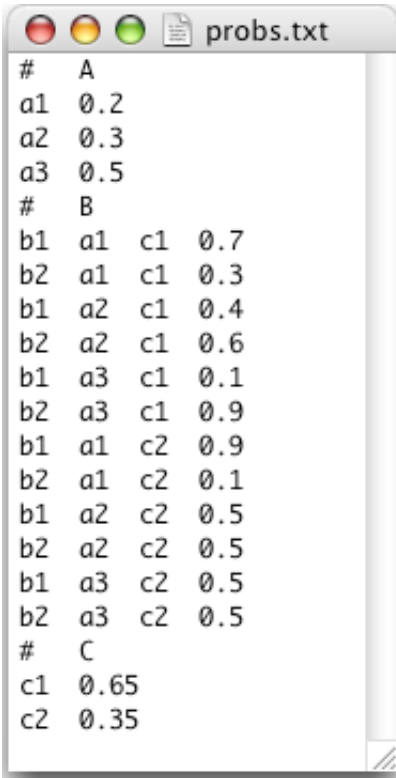 probs.txt
# A
a1 0.2
a2 0.3
a3 0.5
# B
b1 a1 c1 0.7
b2 a1 c1 0.3
b1 a2 c1 0.4
b2 a2 c1 0.6
b1 a3 c1 0.1
b2 a3 c1 0.9
b1 a1 c2 0.9
b2 a1 c2 0.1
b1 a2 c2 0.5
b2 a2 c2 0.5
b1 a3 c2 0.5
b2 a3 c2 0.5
# C
c1 0.65
c2 0.35